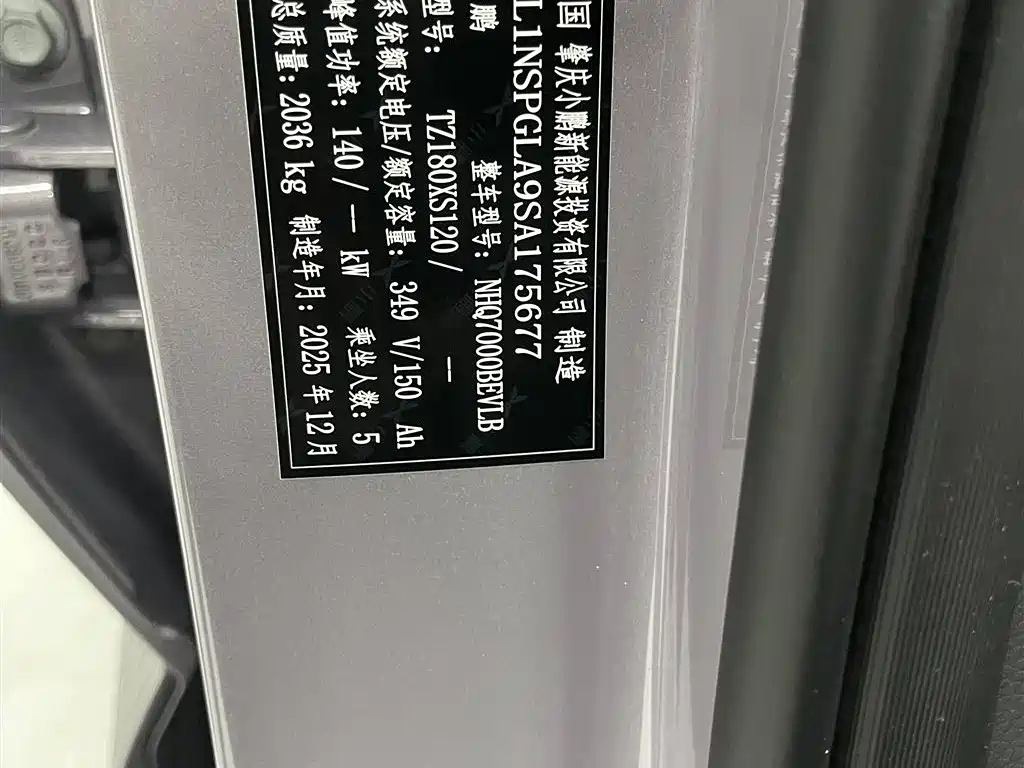 国 肇庆小鹏新能源投资有限公司 制造
L1NSPGLA9SA175677
鹏 整车型号: NHQ7000BEVLB
型号: TZ180XS120/ --
系统额定电压/额定容量: 349 V/150 Ah
峰值功率: 140/-- kW 乘坐人数: 5
总质量: 2036 kg 制造年月: 2025 年 12月